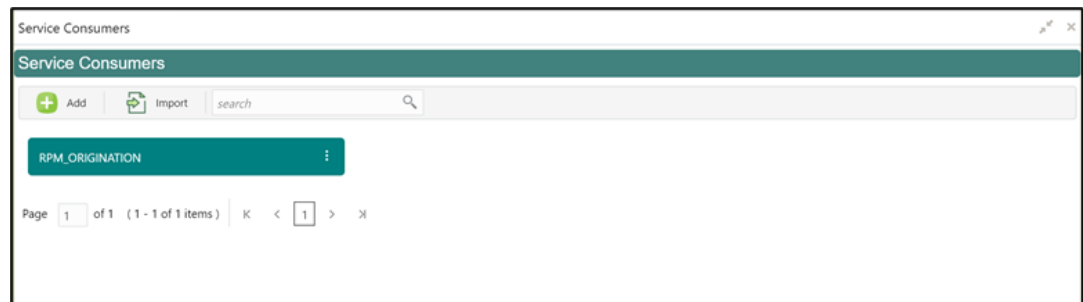 Service Consumers
Service Consumers
Add Import search
RPM_ORIGINATION
Page 1 of 1 (1 - 1 of 1 items) K < 1 > >|